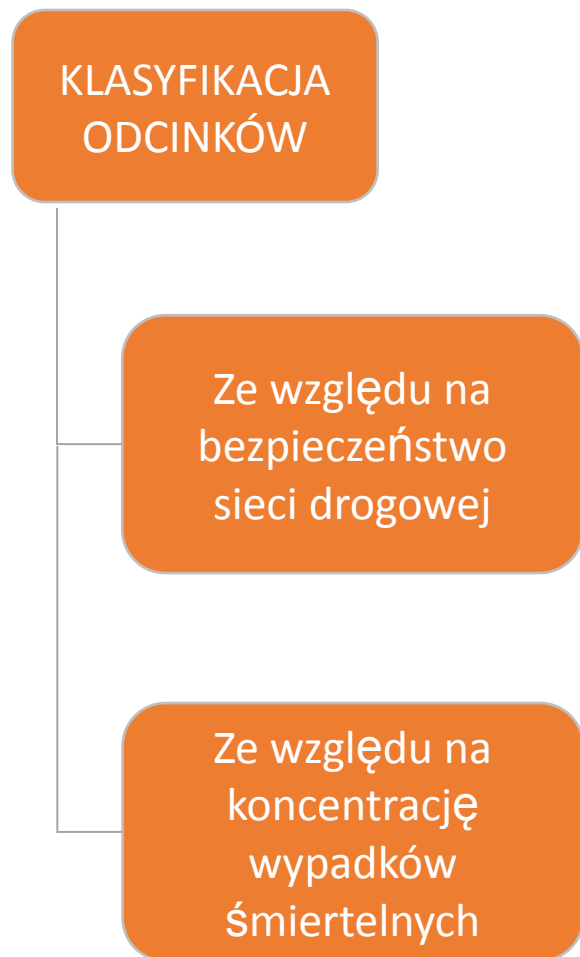 KLASYFIKACJA
ODCINKÓW
Ze względu na
bezpieczeństwo
sieci drogowej
Ze względu na
koncentrację
wypadków
śmiertelnych